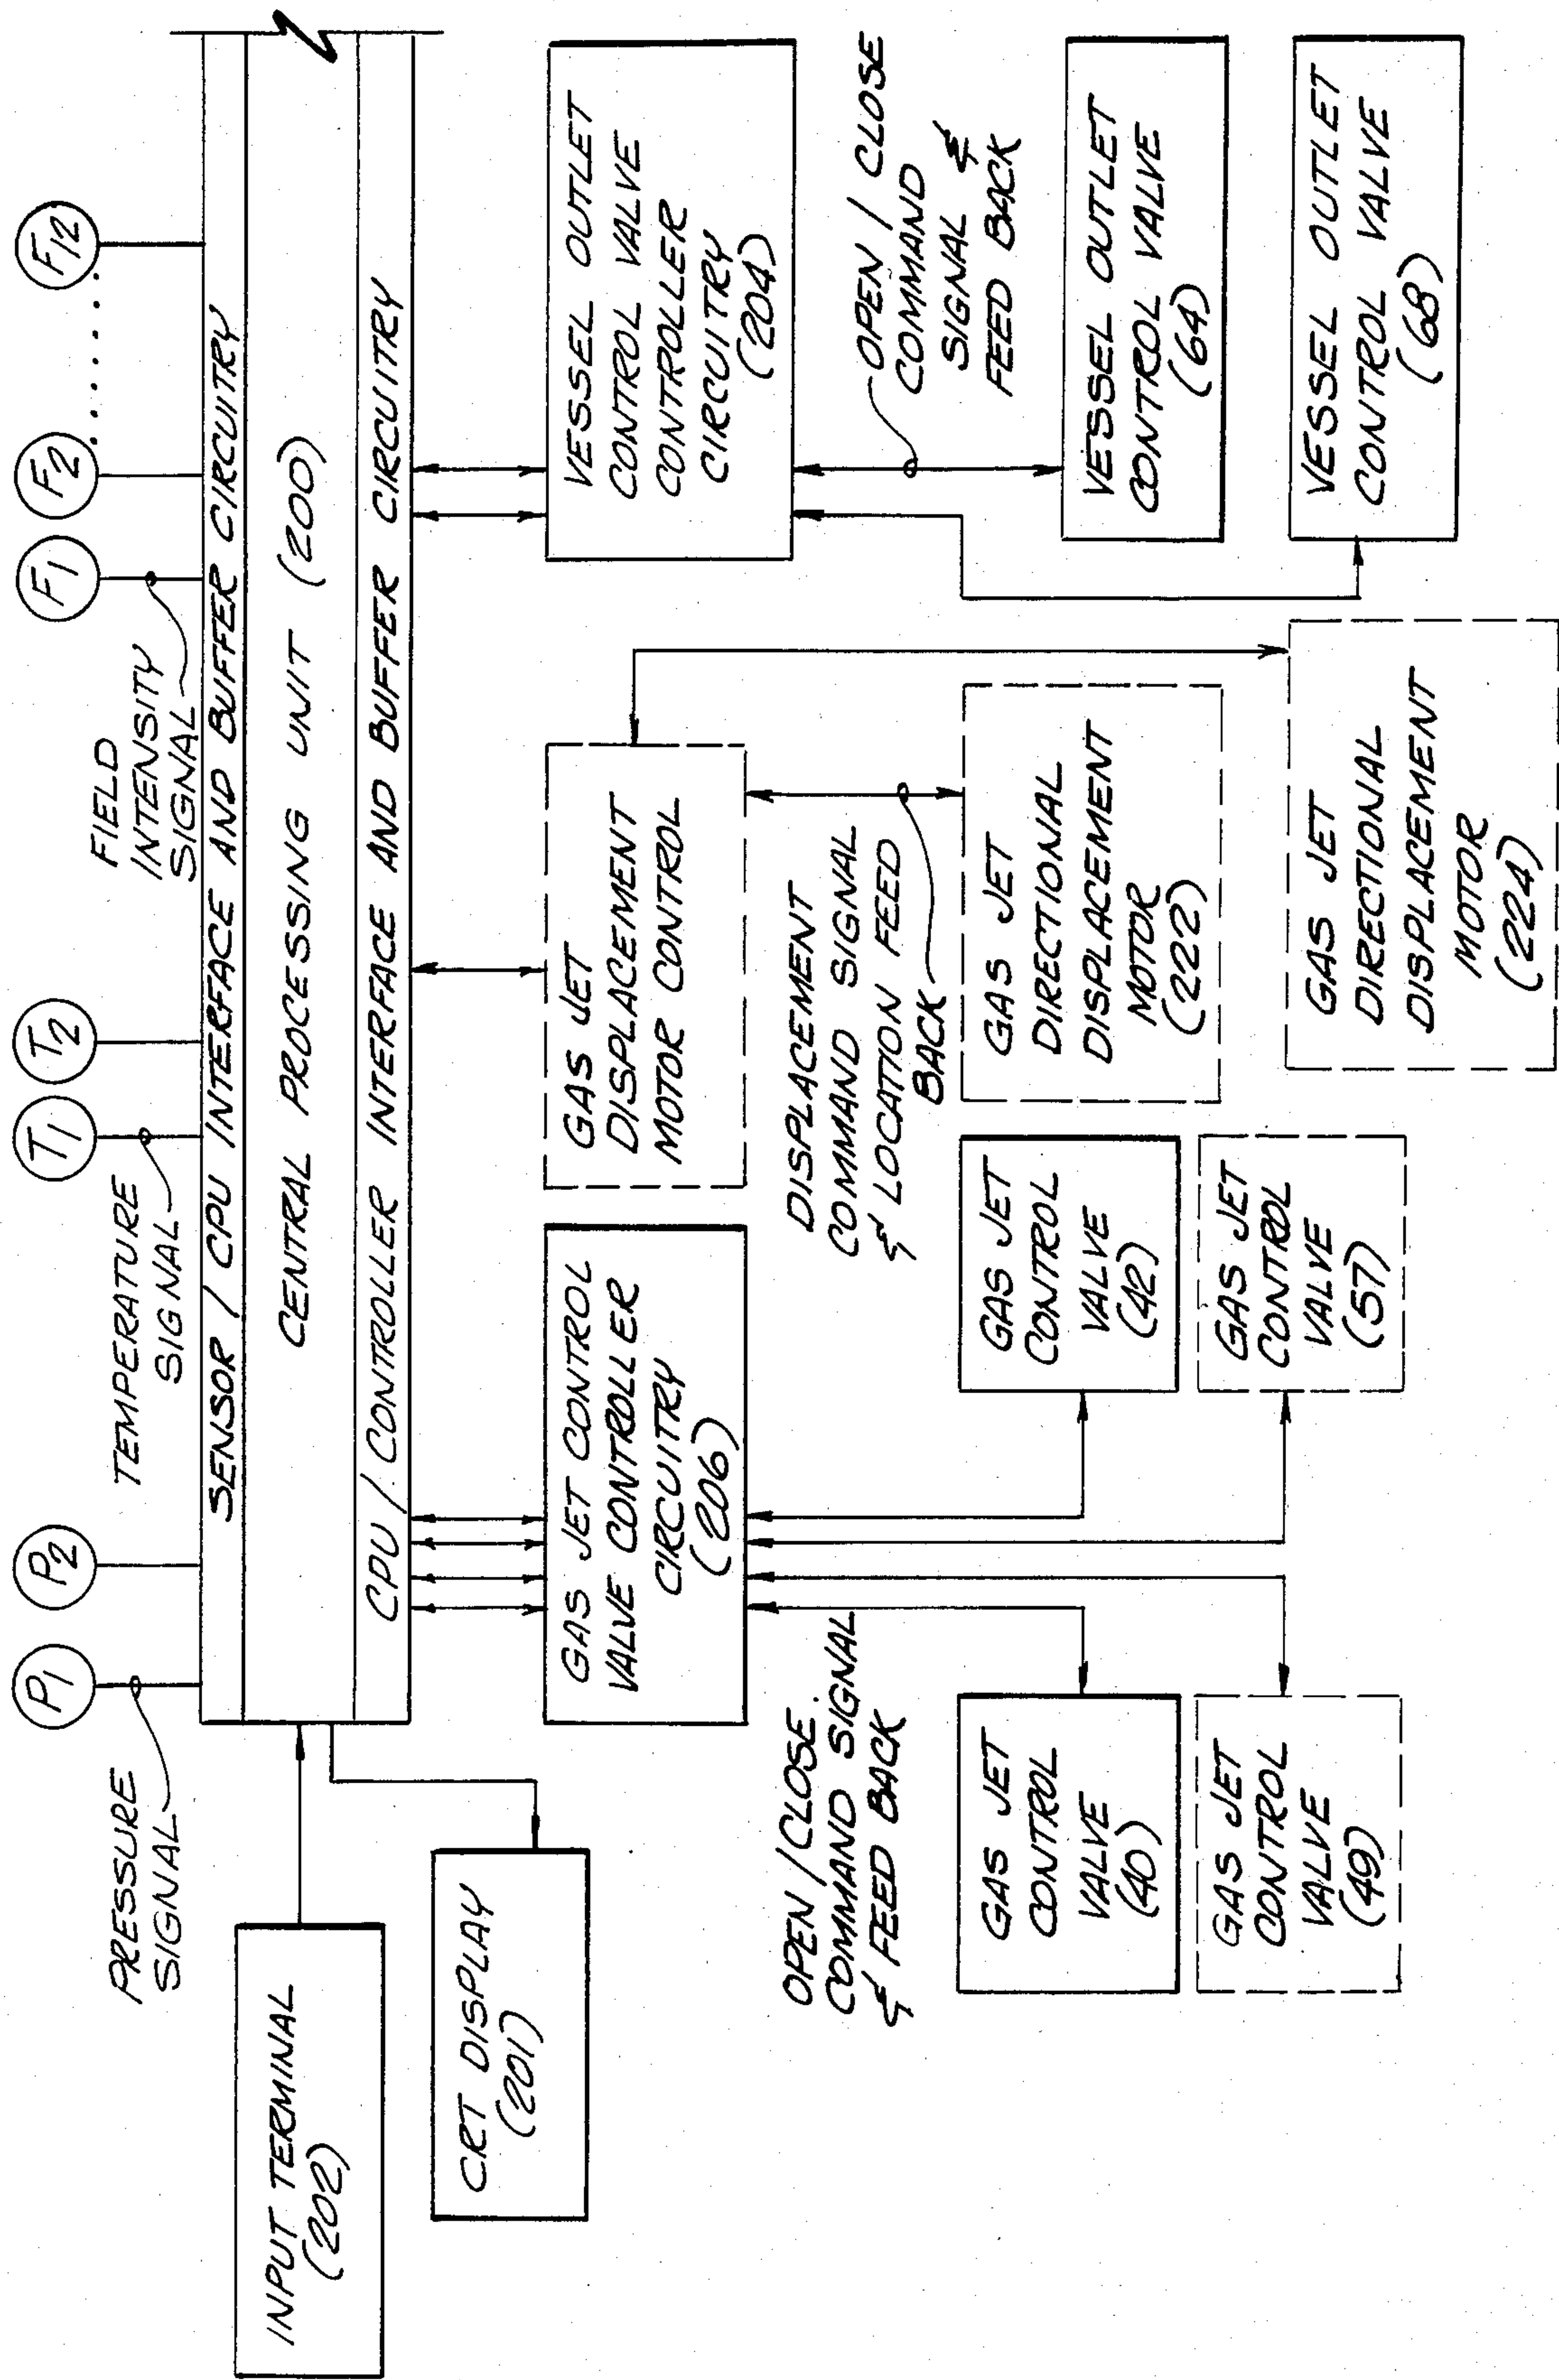 P1
P2
T1
T2
F1
F2
.......
F12
PRESSURE
SIGNAL
TEMPERATURE
SIGNAL
FIELD
INTENSITY
SIGNAL
SENSOR / CPU INTERFACE AND BUFFER CIRCUITRY
CENTRAL PROCESSING UNIT (200)
CPU / CONTROLLER INTERFACE AND BUFFER CIRCUITRY
INPUT TERMINAL
(202)
CRT DISPLAY
(201)
GAS JET CONTROL
VALVE CONTROLLER
CIRCUITRY
(206)
GAS JET
DISPLACEMENT
MOTOR CONTROL
VESSEL OUTLET
CONTROL VALVE
CONTROLLER
CIRCUITRY
(204)
OPEN /CLOSE
COMMAND SIGNAL
& FEED BACK
DISPLACEMENT
COMMAND SIGNAL
& LOCATION FEED
BACK
OPEN / CLOSE
COMMAND
SIGNAL &
FEED BACK
GAS JET
CONTROL
VALVE
(40)
GAS JET
CONTROL
VALVE
(42)
GAS JET
DIRECTIONAL
DISPLACEMENT
MOTOR
(222)
VESSEL OUTLET
CONTROL VALVE
(64)
GAS JET
CONTROL
VALVE
(49)
GAS JET
CONTROL
VALVE
(57)
GAS JET
DIRECTIONAL
DISPLACEMENT
MOTOR
(224)
VESSEL OUTLET
CONTROL VALVE
(68)